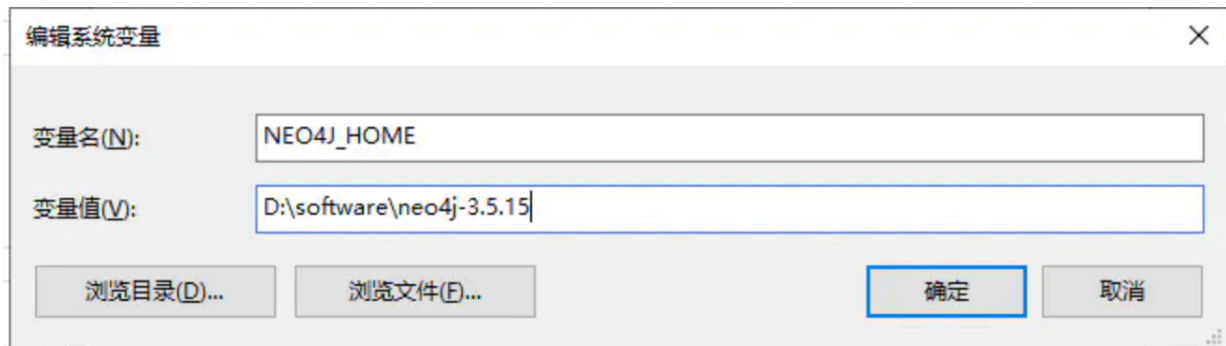 编辑系统变量
变量名(N): NEO4J_HOME
变量值(V): D:\software\neo4j-3.5.15
浏览目录(D)... 浏览文件(F)... 确定 取消